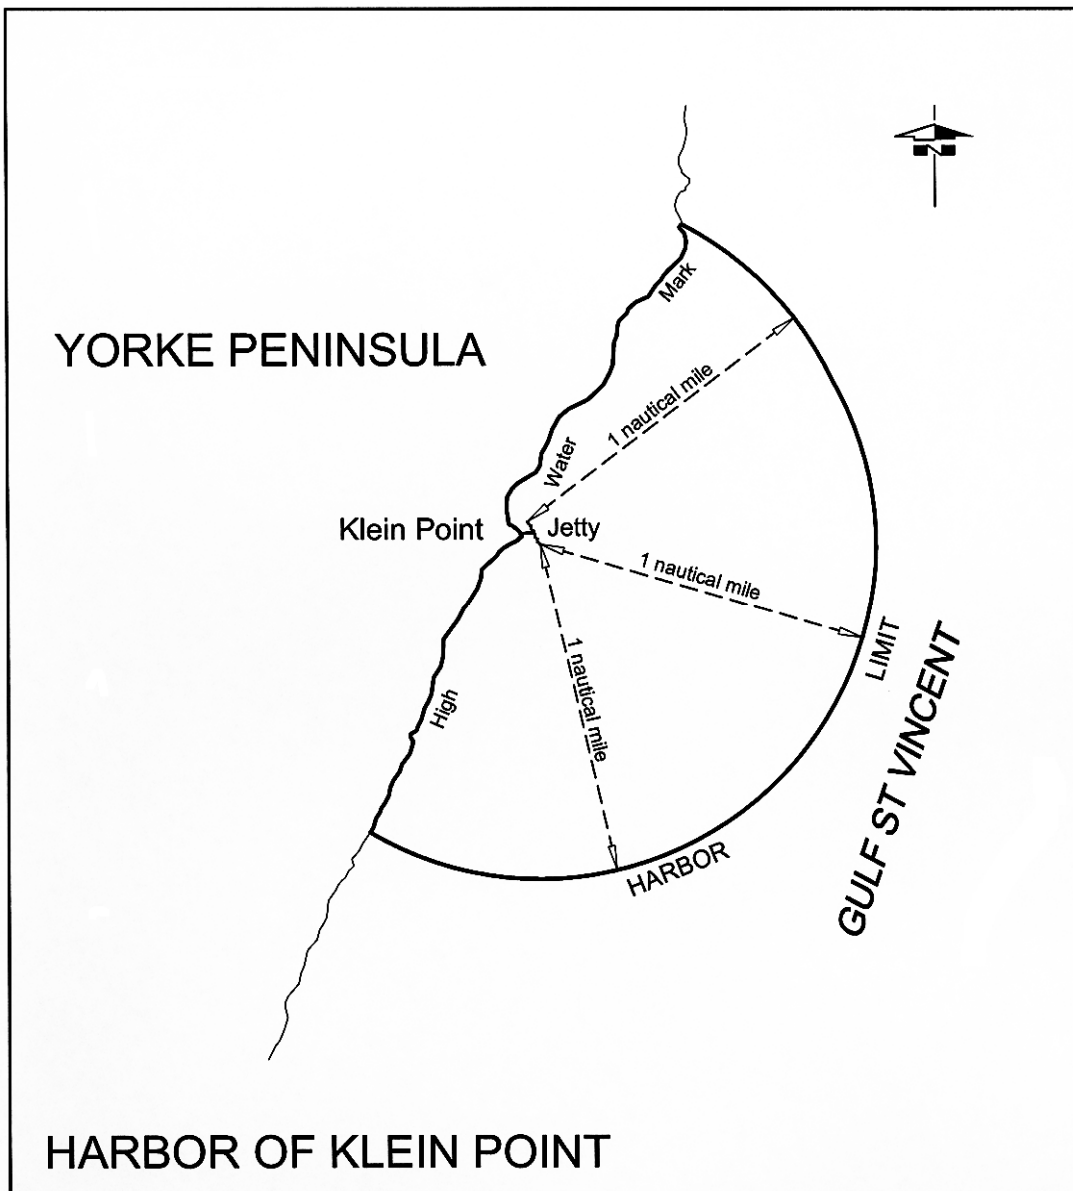 N
Mark
YORKE PENINSULA
1 nautical mile
Water
Klein Point
Jetty
1 nautical mile
LIMIT
1 nautical mile
High
GULF ST VINCENT
HARBOR
HARBOR OF KLEIN POINT